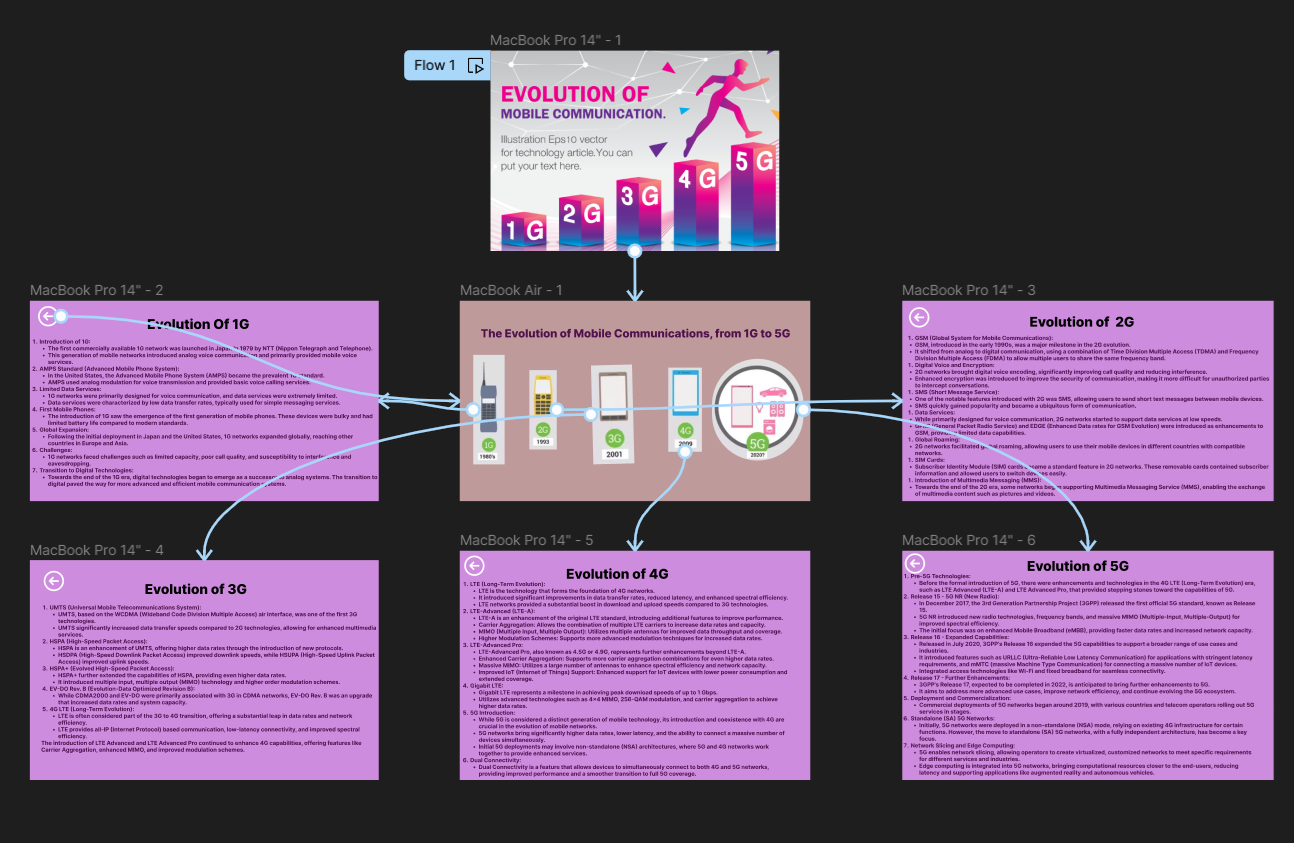 MacBook Pro 14" - 1
Flow 1
EVOLUTION OF
MOBILE COMMUNICATION.
Illustration Eps10 vector
for technology article.You can
put your text here.
1 G
2 G
3 G
4 G
5 G
MacBook Pro 14" - 2
Evolution Of 1G
1. Introduction of 1G:
• The first commercially available 1G network was launched in Japan in 1979 by NTT (Nippon Telegraph and Telephone).
• This generation of mobile networks introduced analog voice communication and primarily provided mobile voice
services.
2. AMPS Standard (Advanced Mobile Phone System):
• In the United States, the Advanced Mobile Phone System (AMPS) became the prevalent 1G standard.
• AMPS used analog modulation for voice transmission and provided basic voice calling services.
3. Limited Data Services:
• 1G networks were primarily designed for voice communication, and data services were extremely limited.
• Data services were characterized by low data transfer rates, typically used for simple messaging services.
4. First Mobile Phones:
• The introduction of 1G saw the emergence of the first generation of mobile phones. These devices were bulky and had
limited battery life compared to modern standards.
5. Global Expansion:
• Following the initial deployment in Japan and the United States, 1G networks expanded globally, reaching other
countries in Europe and Asia.
6. Challenges:
• 1G networks faced challenges such as limited capacity, poor call quality, and susceptibility to interference and
eavesdropping.
7. Transition to Digital Technologies:
• Towards the end of the 1G era, digital technologies began to emerge as a successor to analog systems. The transition to
digital paved the way for more advanced and efficient mobile communication systems.
MacBook Air - 1
The Evolution of Mobile Communications, from 1G to 5G
1G
1980's
2G
1993
3G
2001
4G
2009
5G
2020?
MacBook Pro 14" - 3
Evolution of 2G
1. GSM (Global System for Mobile Communications):
• GSM, introduced in the early 1990s, was a major milestone in the 2G evolution.
• It shifted from analog to digital communication, using a combination of Time Division Multiple Access (TDMA) and Frequency
Division Multiple Access (FDMA) to allow multiple users to share the same frequency band.
1. Digital Voice and Encryption:
• 2G networks brought digital voice encoding, significantly improving call quality and reducing interference.
• Enhanced encryption was introduced to improve the security of communication, making it more difficult for unauthorized parties
to intercept conversations.
1. SMS (Short Message Service)
• One of the notable features introduced with 2G was SMS, allowing users to send short text messages between mobile devices.
• SMS quickly gained popularity and became a ubiquitous form of communication.
1. Data Services:
• While primarily designed for voice communication, 2G networks started to support data services at low speeds.
• GPRS (General Packet Radio Service) and EDGE (Enhanced Data rates for GSM Evolution) were introduced as enhancements to
GSM, providing limited data capabilities.
1. Global Roaming:
• 2G networks facilitated global roaming, allowing users to use their mobile devices in different countries with compatible
networks.
1. SIM Cards:
• Subscriber Identity Module (SIM) cards became a standard feature in 2G networks. These removable cards contained subscriber
information and allowed users to switch devices easily.
1. Introduction of Multimedia Messaging (MMS):
• Towards the end of the 2G era, some networks began supporting Multimedia Messaging Service (MMS), enabling the exchange
of multimedia content such as pictures and videos.
MacBook Pro 14" - 4
Evolution of 3G
1. UMTS (Universal Mobile Telecommunications System):
• UMTS, based on the WCDMA (Wideband Code Division Multiple Access) air interface, was one of the first 3G
technologies.
• UMTS significantly increased data transfer speeds compared to 2G technologies, allowing for enhanced multimedia
services.
2. HSPA (High-Speed Packet Access):
• HSPA is an enhancement of UMTS, offering higher data rates through the introduction of new protocols.
• HSDPA (High-Speed Downlink Packet Access) improved downlink speeds, while HSUPA (High-Speed Uplink Packet
Access) improved uplink speeds.
3. HSPA+ (Evolved High-Speed Packet Access):
• HSPA+ further extended the capabilities of HSPA, providing even higher data rates.
• It introduced multiple input, multiple output (MIMO) technology and higher order modulation schemes.
4. EV-DO Rev. B (Evolution-Data Optimized Revision B):
• While CDMA2000 and EV-DO were primarily associated with 3G in CDMA networks, EV-DO Rev. B was an upgrade
that increased data rates and system capacity.
5. 4G LTE (Long-Term Evolution):
• LTE is often considered part of the 3G to 4G transition, offering a substantial leap in data rates and network
efficiency.
• LTE provides all-IP (Internet Protocol) based communication, low-latency connectivity, and improved spectral
efficiency.
The introduction of LTE Advanced and LTE Advanced Pro continued to enhance 4G capabilities, offering features like
Carrier Aggregation, enhanced MIMO, and improved modulation schemes.
MacBook Pro 14" - 5
Evolution of 4G
1. LTE (Long-Term Evolution):
• LTE is the technology that forms the foundation of 4G networks.
• It introduced significant improvements in data transfer rates, reduced latency, and enhanced spectral efficiency.
• LTE networks provided a substantial boost in download and upload speeds compared to 3G technologies.
2. LTE-Advanced (LTE-A):
• LTE-A is an enhancement of the original LTE standard, introducing additional features to improve performance.
• Carrier Aggregation: Allows the combination of multiple LTE carriers to increase data rates and capacity.
• MIMO (Multiple Input, Multiple Output): Utilizes multiple antennas for improved data throughput and coverage.
• Higher Modulation Schemes: Supports more advanced modulation techniques for increased data rates.
3. LTE-Advanced Pro:
• LTE-Advanced Pro, also known as 4.5G or 4.9G, represents further enhancements beyond LTE-A.
• Enhanced Carrier Aggregation: Supports more carrier aggregation combinations for even higher data rates.
• Massive MIMO: Utilizes a large number of antennas to enhance spectral efficiency and network capacity.
• Improved IoT (Internet of Things) Support: Enhanced support for IoT devices with lower power consumption and
extended coverage.
4. Gigabit LTE:
• Gigabit LTE represents a milestone in achieving peak download speeds of up to 1 Gbps.
• Utilizes advanced technologies such as 4x4 MIMO, 256-QAM modulation, and carrier aggregation to achieve
higher data rates.
5. 5G Introduction:
• While 5G is considered a distinct generation of mobile technology, its introduction and coexistence with 4G are
crucial in the evolution of mobile networks.
• 5G networks bring significantly higher data rates, lower latency, and the ability to connect a massive number of
devices simultaneously.
• Initial 5G deployments may involve non-standalone (NSA) architectures, where 5G and 4G networks work
together to provide enhanced services.
6. Dual Connectivity:
• Dual Connectivity is a feature that allows devices to simultaneously connect to both 4G and 5G networks,
providing improved performance and a smoother transition to full 5G coverage.
MacBook Pro 14" - 6
Evolution of 5G
1. Pre-5G Technologies:
• Before the formal introduction of 5G, there were enhancements and technologies in the 4G LTE (Long-Term Evolution) era,
such as LTE Advanced (LTE-A) and LTE Advanced Pro, that provided stepping stones toward the capabilities of 5G.
2. Release 15 - 5G NR (New Radio):
• In December 2017, the 3rd Generation Partnership Project (3GPP) released the first official 5G standard, known as Release
15.
• 5G NR introduced new radio technologies, frequency bands, and massive MIMO (Multiple-Input, Multiple-Output) for
improved spectral efficiency.
• The initial focus was on enhanced Mobile Broadband (eMBB), providing faster data rates and increased network capacity.
3. Release 16 - Expanded Capabilities:
• Released in July 2020, 3GPP's Release 16 expanded the 5G capabilities to support a broader range of use cases and
industries.
• It introduced features such as URLLC (Ultra-Reliable Low Latency Communication) for applications with stringent latency
requirements, and mMTC (massive Machine Type Communication) for connecting a massive number of IoT devices.
• Integrated access technologies like Wi-Fi and fixed broadband for seamless connectivity.
4. Release 17 - Further Enhancements:
• 3GPP's Release 17, expected to be completed in 2022, is anticipated to bring further enhancements to 5G.
• It aims to address more advanced use cases, improve network efficiency, and continue evolving the 5G ecosystem.
5. Deployment and Commercialization:
• Commercial deployments of 5G networks began around 2019, with various countries and telecom operators rolling out 5G
services in stages.
6. Standalone (SA) 5G Networks:
• Initially, 5G networks were deployed in a non-standalone (NSA) mode, relying on existing 4G infrastructure for certain
functions. However, the move to standalone (SA) 5G networks, with a fully independent architecture, has become a key
focus.
7. Network Slicing and Edge Computing:
• 5G enables network slicing, allowing operators to create virtualized, customized networks to meet specific requirements
for different services and industries.
• Edge computing is integrated into 5G networks, bringing computational resources closer to the end-users, reducing
latency and supporting applications like augmented reality and autonomous vehicles.